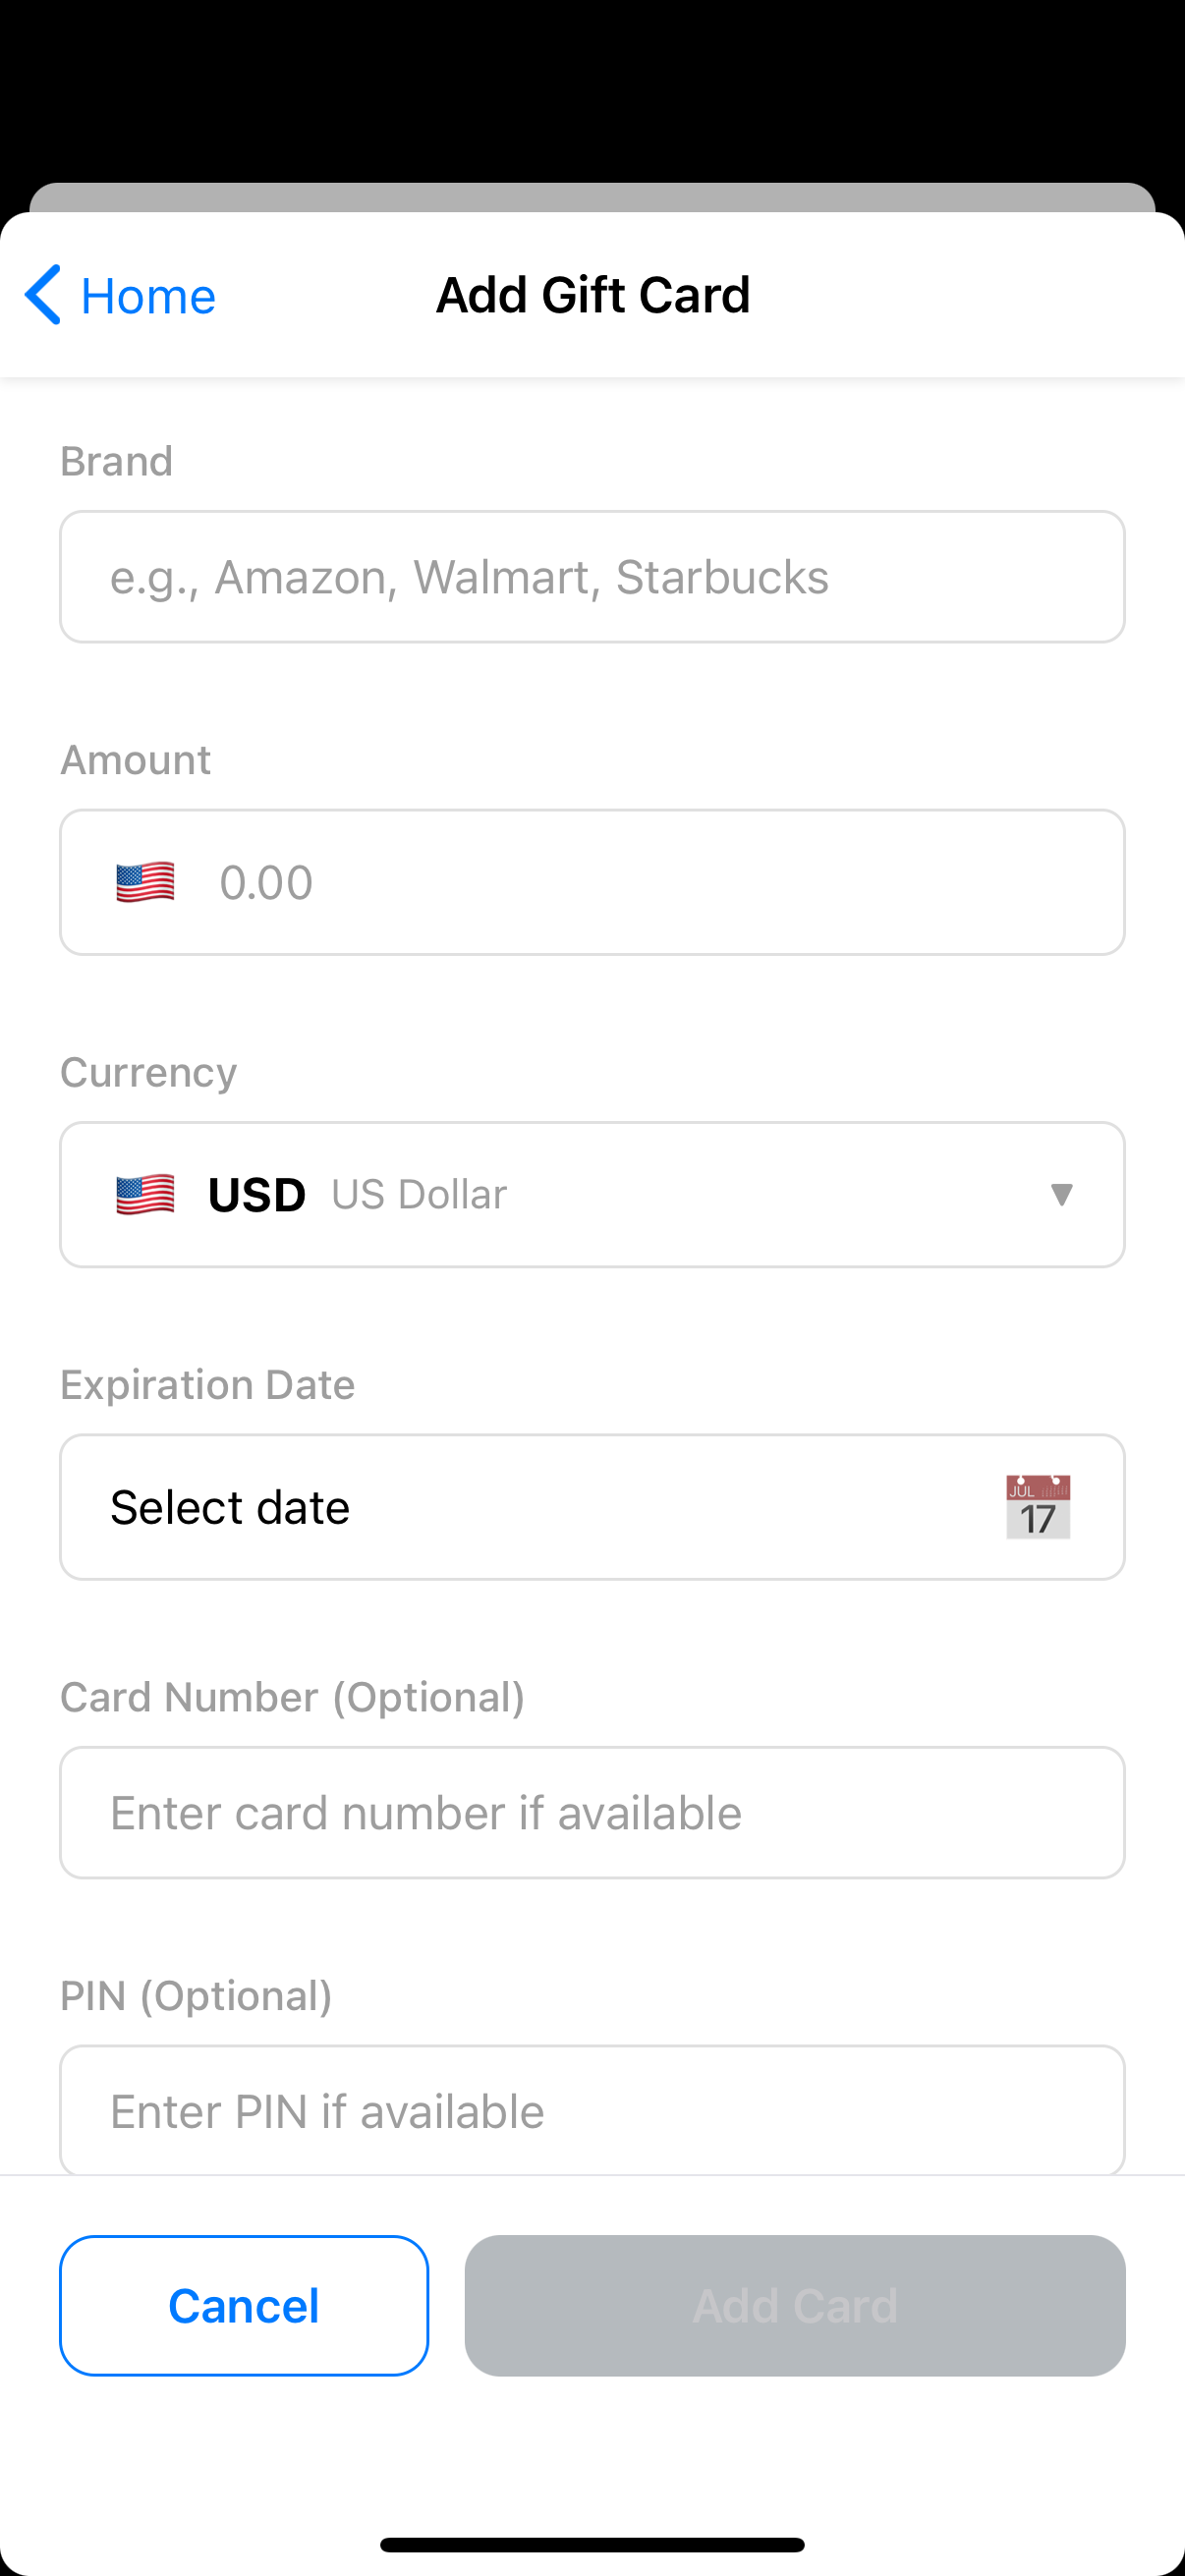 Home
Add Gift Card
Brand
e.g., Amazon, Walmart, Starbucks
Amount
0.00
Currency
USD US Dollar
Expiration Date
Select date
JUL
17
Card Number (Optional)
Enter card number if available
PIN (Optional)
Enter PIN if available
Cancel
Add Card